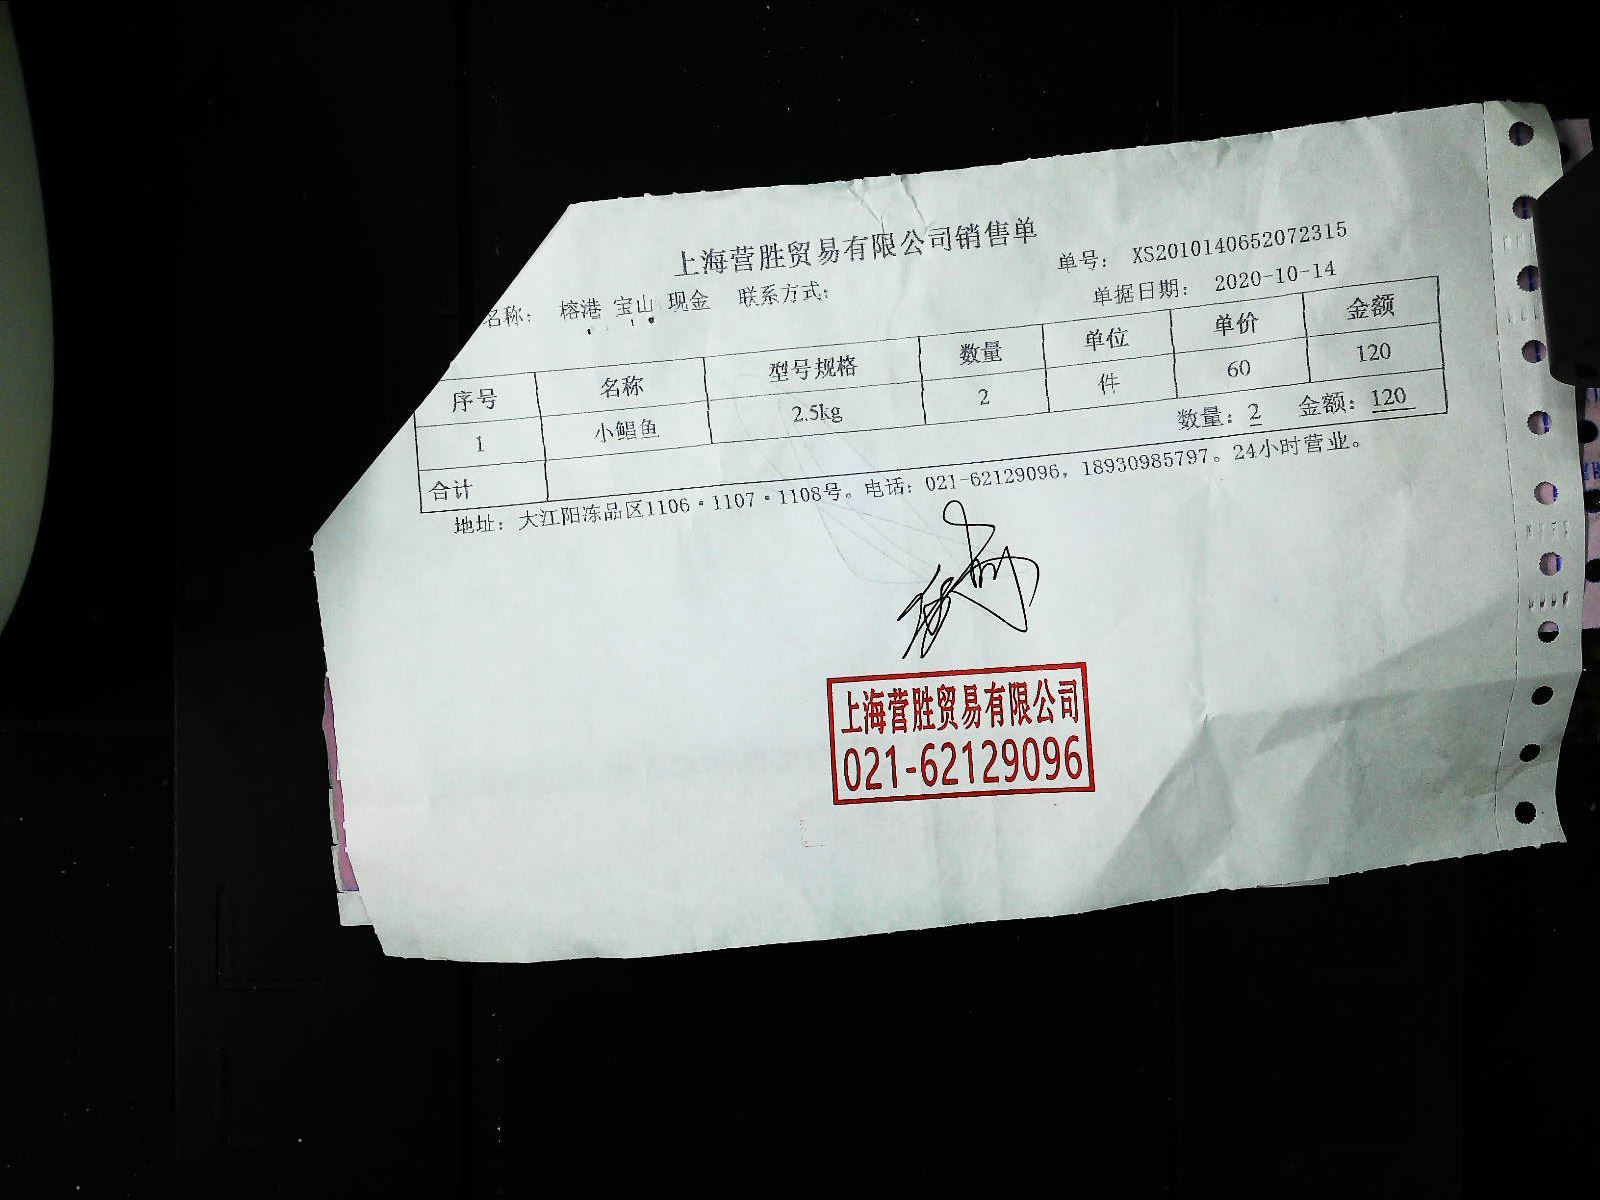 上海营胜贸易有限公司销售单
单号: XS2010140652072315
名称: 榕港 宝山 现金 联系方式: 单据日期: 2020-10-14
序号 名称 型号规格 数量 单位 单价 金额
1 小鲳鱼 2.5kg 2 件 60 120
合计 数量: 2 金额: 120
地址: 大江阳冻品区1106·1107·1108号。电话: 021-62129096, 18930985797。24小时营业。
上海营胜贸易有限公司
021-62129096